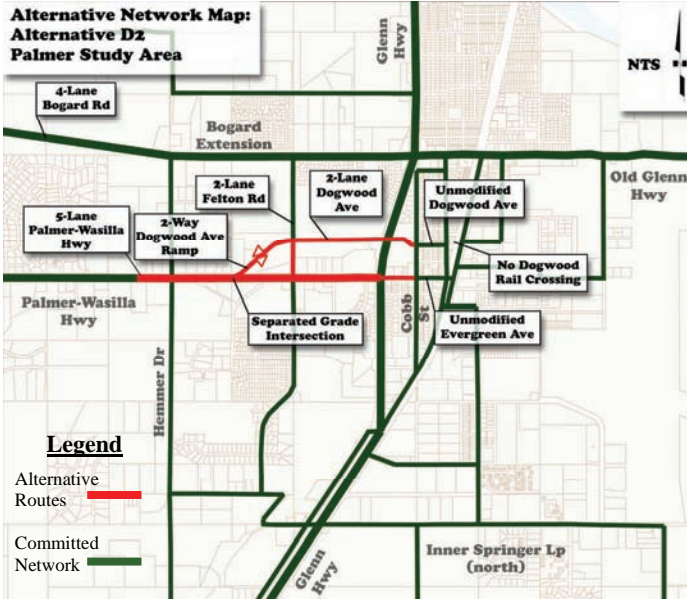 Alternative Network Map:
Alternative D2
Palmer Study Area
Glenn
Hwy
NTS
4-Lane
Bogard Rd
Bogard
Extension
2-Lane
Felton Rd
2-Lane
Dogwood
Ave
Unmodified
Dogwood Ave
Old Glenn
Hwy
5-Lane
Palmer-Wasilla
Hwy
2-Way
Dogwood Ave
Ramp
No Dogwood
Rail Crossing
Palmer-Wasilla
Hwy
Separated Grade
Intersection
Cobb
St
Unmodified
Evergreen Ave
Hemmer Dr
Legend
Alternative
Routes
Committed
Network
Glenn
Hwy
Inner Springer Lp
(north)